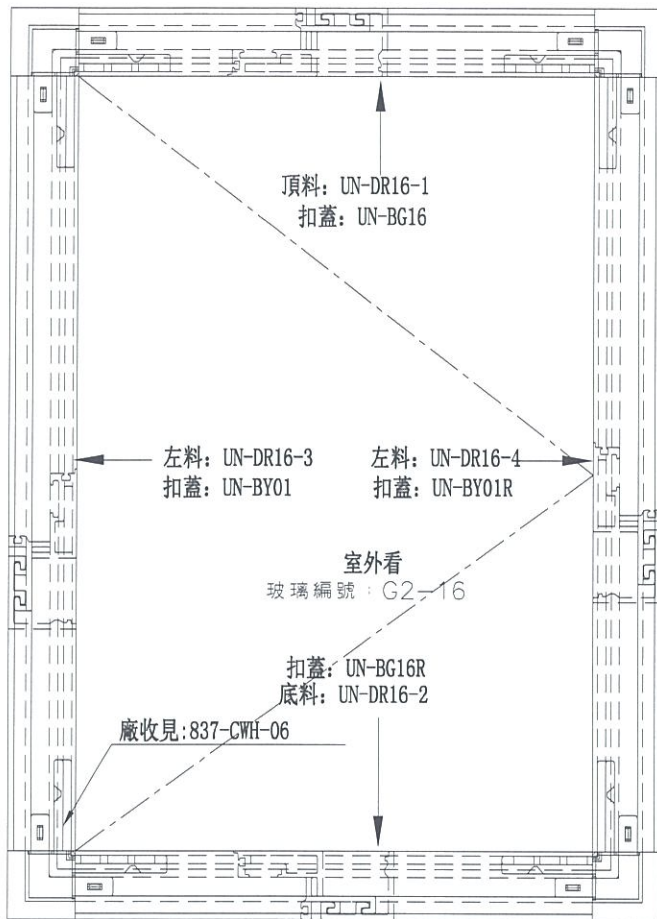 頂料: UN-DR16-1
扣蓋: UN-BG16
左料: UN-DR16-3
扣蓋: UN-BY01
左料: UN-DR16-4
扣蓋: UN-BY01R
室外看
玻璃編號：G2-16
扣蓋: UN-BG16R
底料: UN-DR16-2
廠收見:837-CWH-06